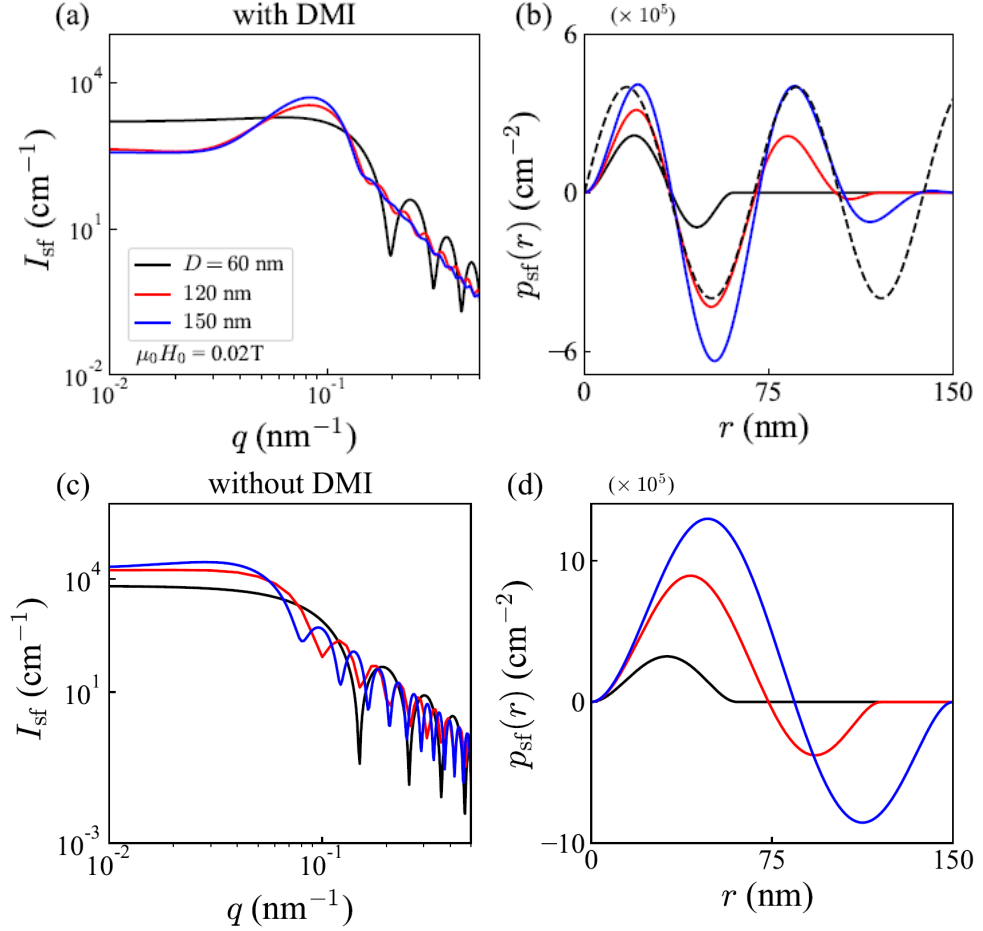 (a) with DMI
I_sf (cm⁻¹)
10⁴
10¹
10⁻²
D = 60 nm
120 nm
150 nm
μ₀H₀ = 0.02T
10⁻² 10⁻¹
q (nm⁻¹)
(b) (× 10⁵)
p_sf(r) (cm⁻²)
6
0
−6
0 75 150
r (nm)
(c) without DMI
I_sf (cm⁻¹)
10⁴
10¹
10⁻³
10⁻² 10⁻¹
q (nm⁻¹)
(d) (× 10⁵)
p_sf(r) (cm⁻²)
10
0
−10
0 75 150
r (nm)